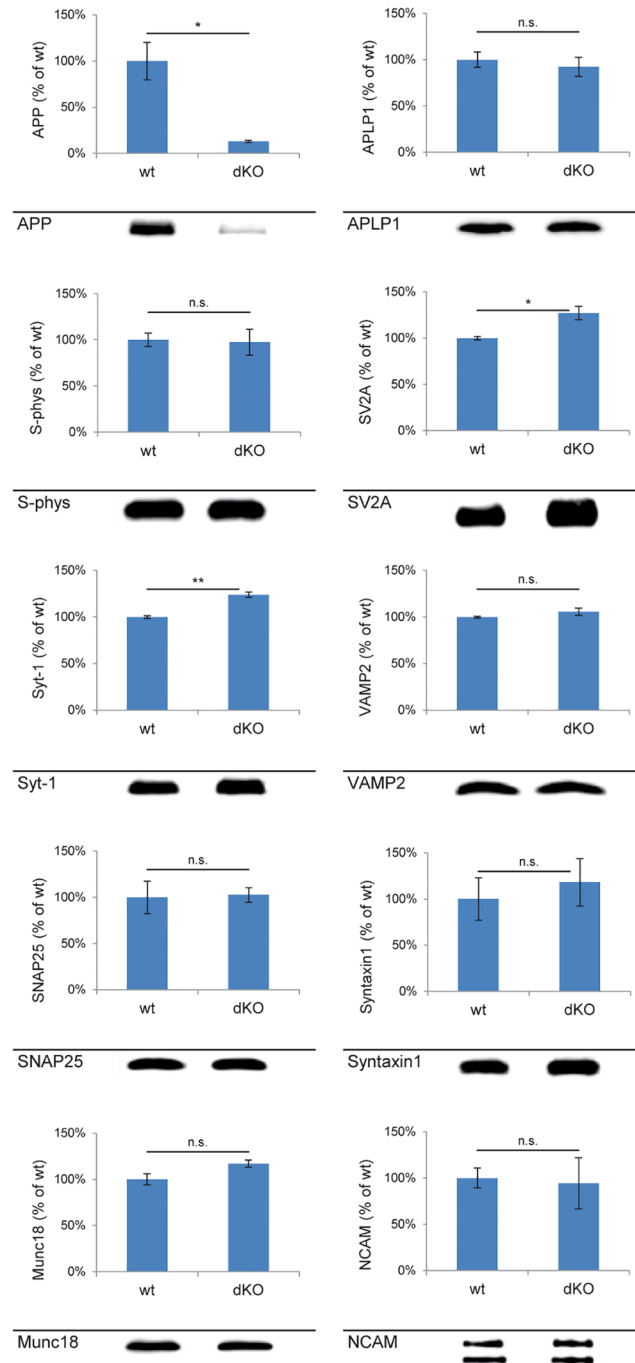 *
150%
100%
50%
0%
APP (% of wt)
wt dKO
APP
n.s.
150%
100%
50%
0%
APLP1 (% of wt)
wt dKO
APLP1
n.s.
150%
100%
50%
0%
S-phys (% of wt)
wt dKO
S-phys
*
150%
100%
50%
0%
SV2A (% of wt)
wt dKO
SV2A
**
150%
100%
50%
0%
Syt-1 (% of wt)
wt dKO
Syt-1
n.s.
150%
100%
50%
0%
VAMP2 (% of wt)
wt dKO
VAMP2
n.s.
150%
100%
50%
0%
SNAP25 (% of wt)
wt dKO
SNAP25
n.s.
150%
100%
50%
0%
Syntaxin1 (% of wt)
wt dKO
Syntaxin1
n.s.
150%
100%
50%
0%
Munc18 (% of wt)
wt dKO
Munc18
n.s.
150%
100%
50%
0%
NCAM (% of wt)
wt dKO
NCAM